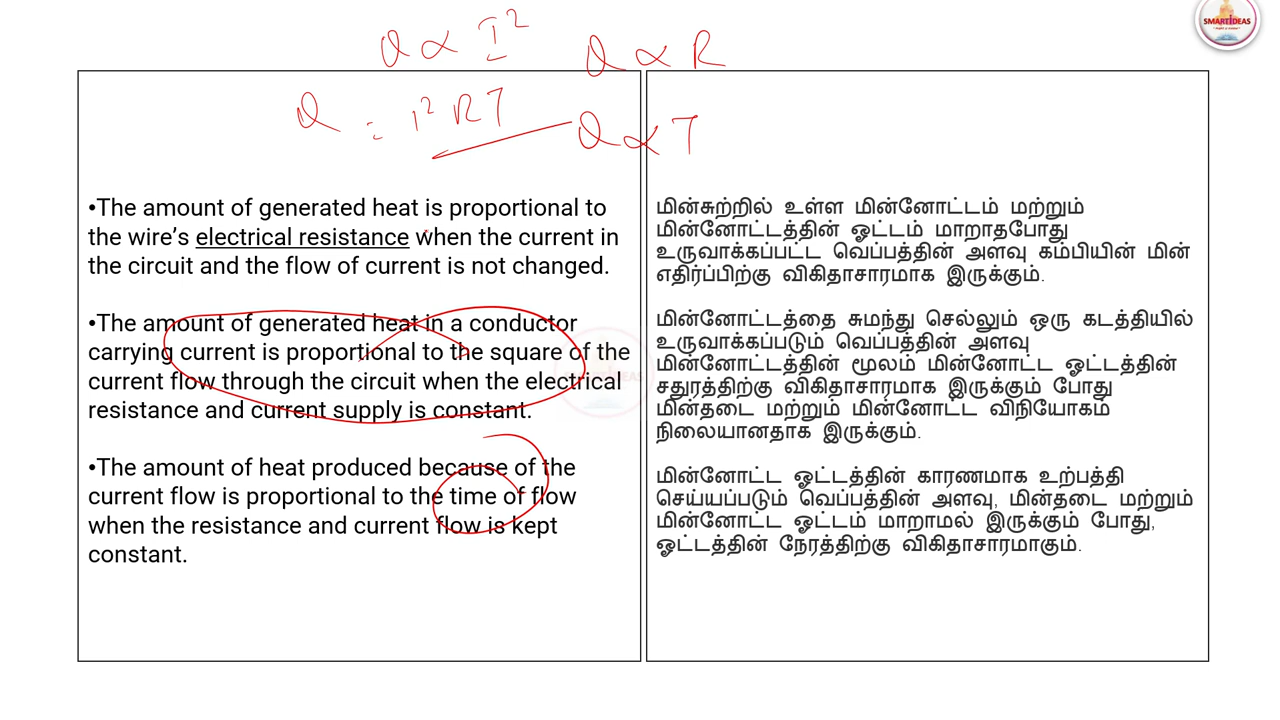 SMARTIDEAS
Q ∝ I²
Q ∝ R
Q = I²RT
Q ∝ T
•The amount of generated heat is proportional to
the wire’s electrical resistance when the current in
the circuit and the flow of current is not changed.
•The amount of generated heat in a conductor
carrying current is proportional to the square of the
current flow through the circuit when the electrical
resistance and current supply is constant.
•The amount of heat produced because of the
current flow is proportional to the time of flow
when the resistance and current flow is kept
constant.
மின்சுற்றில் உள்ள மின்னோட்டம் மற்றும்
மின்னோட்டத்தின் ஓட்டம் மாறாதபோது
உருவாக்கப்பட்ட வெப்பத்தின் அளவு கம்பியின் மின்
எதிர்ப்பிற்கு விகிதாசாரமாக இருக்கும்.
மின்னோட்டத்தை சுமந்து செல்லும் ஒரு கடத்தியில்
உருவாக்கப்படும் வெப்பத்தின் அளவு
மின்னோட்டத்தின் மூலம் மின்னோட்ட ஓட்டத்தின்
சதுரத்திற்கு விகிதாசாரமாக இருக்கும் போது
மின்தடை மற்றும் மின்னோட்ட விநியோகம்
நிலையானதாக இருக்கும்.
மின்னோட்ட ஓட்டத்தின் காரணமாக உற்பத்தி
செய்யப்படும் வெப்பத்தின் அளவு, மின்தடை மற்றும்
மின்னோட்ட ஓட்டம் மாறாமல் இருக்கும் போது,
ஓட்டத்தின் நேரத்திற்கு விகிதாசாரமாகும்.
SMARTIDEAS